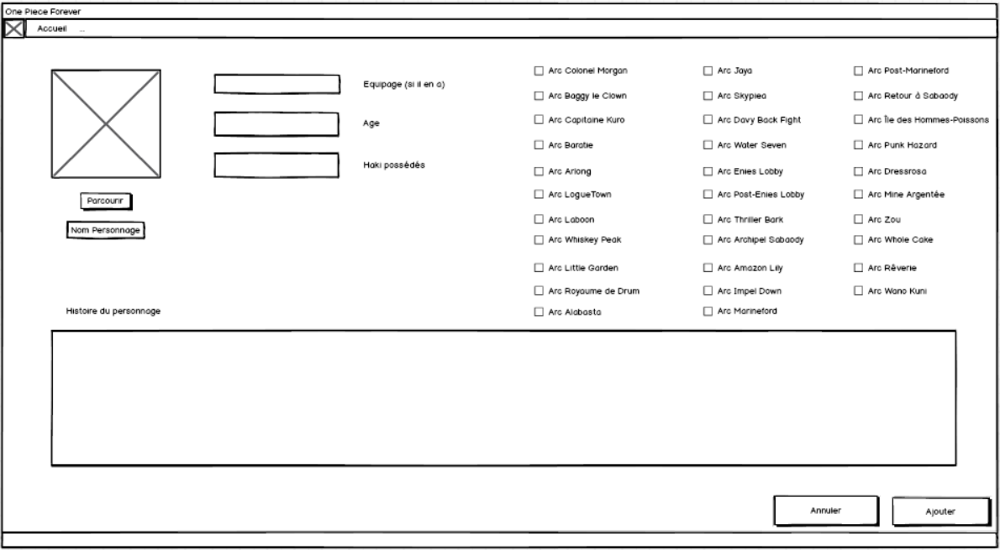 One Piece Forever
Accueil ...
Equipage (si il en a)
Age
Haki possédés
Parcourir
Nom Personnage
Arc Colonel Morgan
Arc Baggy le Clown
Arc Capitaine Kuro
Arc Baratie
Arc Arlong
Arc LogueTown
Arc Laboon
Arc Whiskey Peak
Arc Little Garden
Arc Royaume de Drum
Arc Alabasta
Arc Jaya
Arc Skypiea
Arc Davy Back Fight
Arc Water Seven
Arc Enies Lobby
Arc Post-Enies Lobby
Arc Thriller Bark
Arc Archipel Sabaody
Arc Amazon Lily
Arc Impel Down
Arc Marineford
Arc Post-Marineford
Arc Retour à Sabaody
Arc Île des Hommes-Poissons
Arc Punk Hazard
Arc Dressrosa
Arc Mine Argentée
Arc Zou
Arc Whole Cake
Arc Rêverie
Arc Wano Kuni
Histoire du personnage
Annuler
Ajouter